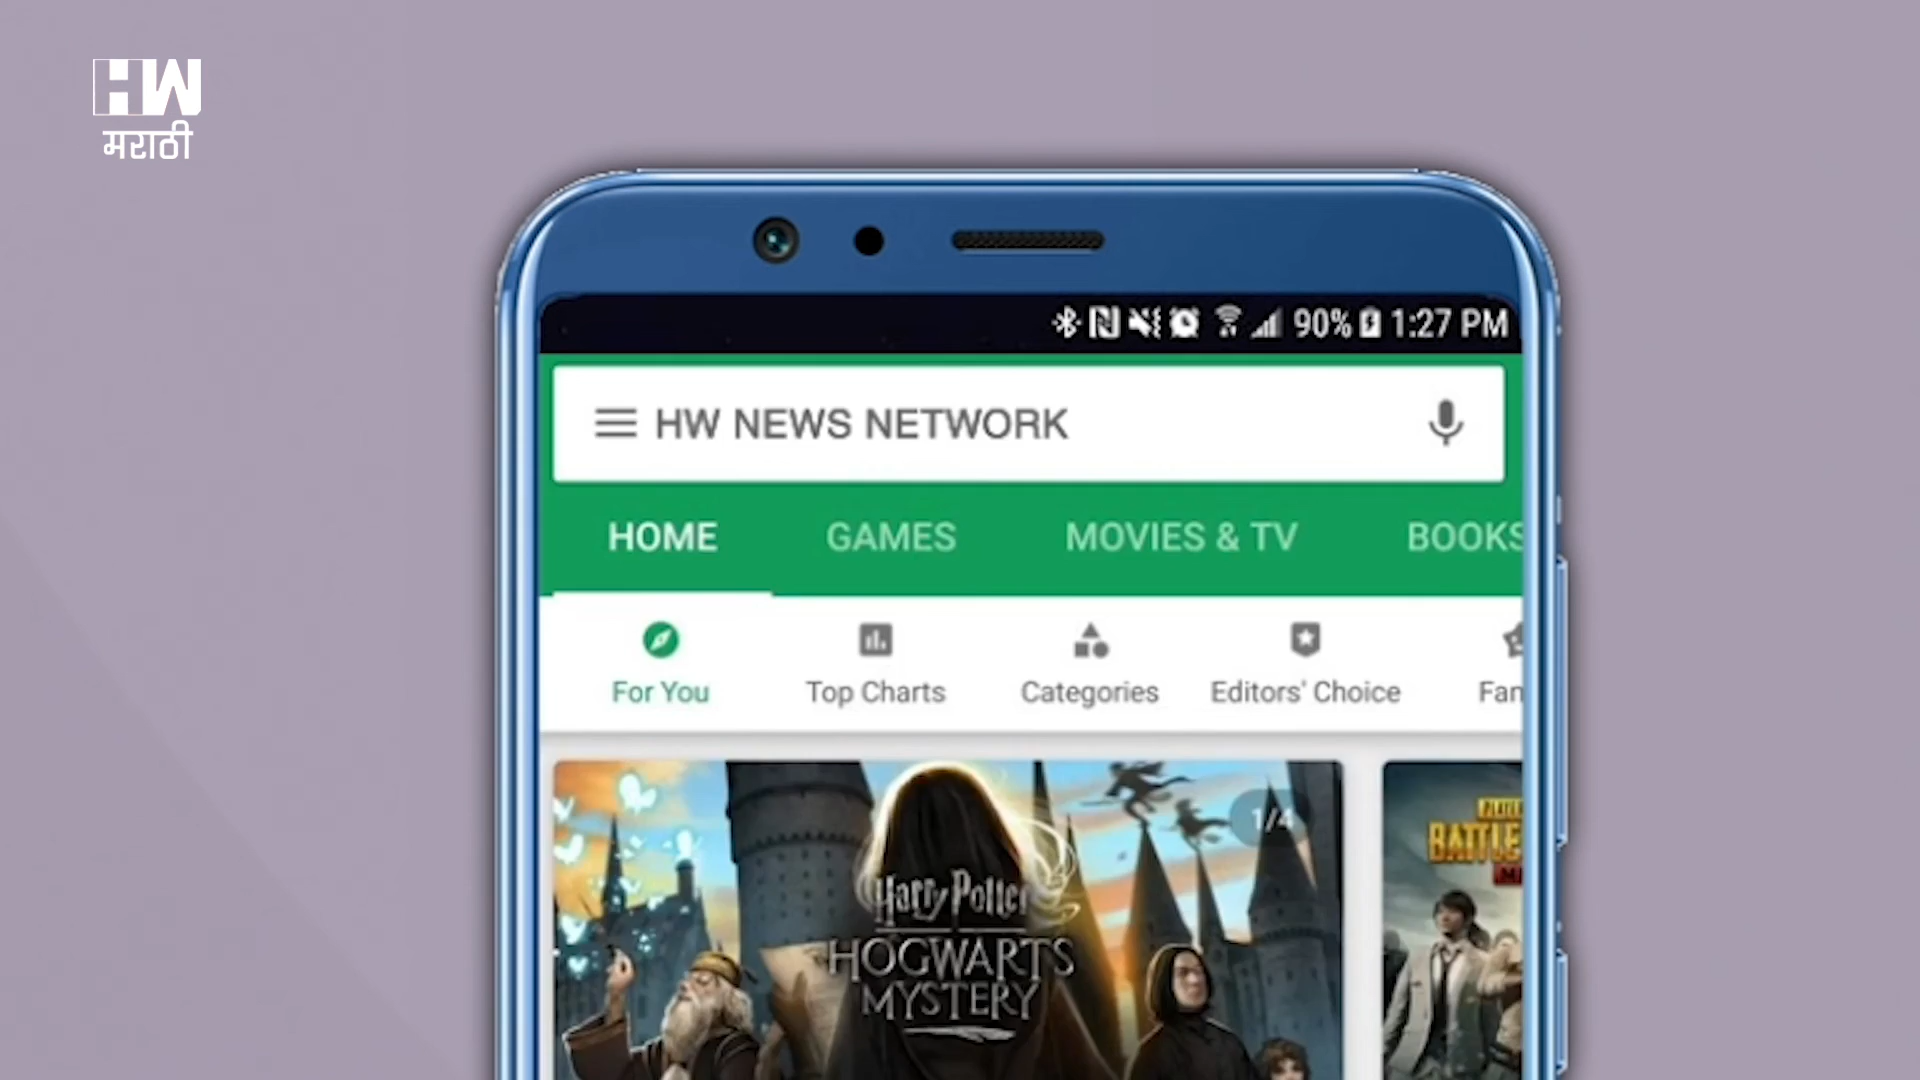 HW
मराठी
90% 1:27 PM
HW NEWS NETWORK
HOME GAMES MOVIES & TV BOOKS
For You Top Charts Categories Editors' Choice Fam
1/4
Harry Potter
HOGWARTS
MYSTERY
BATTLE